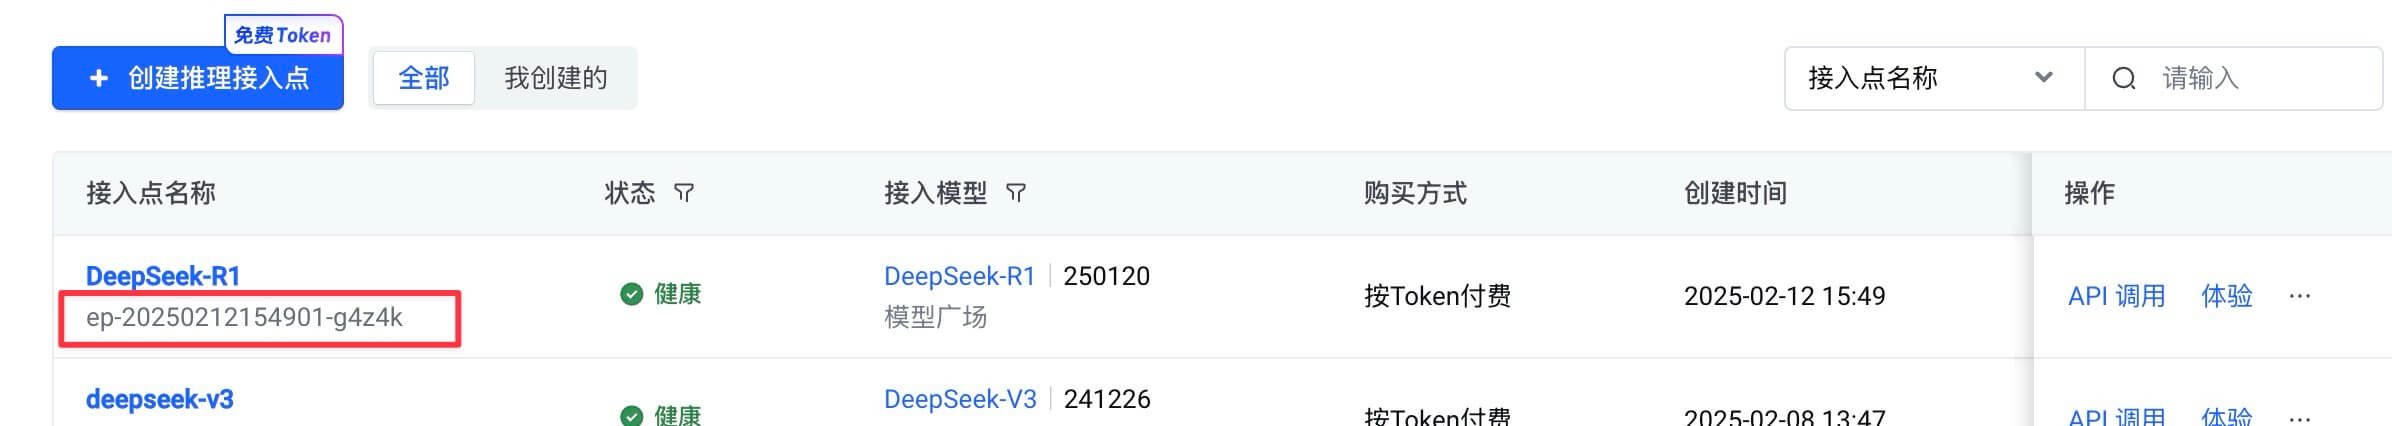 免费Token
+ 创建推理接入点
全部
我创建的
接入点名称
请输入
接入点名称
状态
接入模型
购买方式
创建时间
操作
DeepSeek-R1
ep-20250212154901-g4z4k
健康
DeepSeek-R1 | 250120
模型广场
按Token付费
2025-02-12 15:49
API 调用
体验
···
deepseek-v3
健康
DeepSeek-V3 | 241226
按Token付费
2025-02-08 13:47
API 调用
体验
···